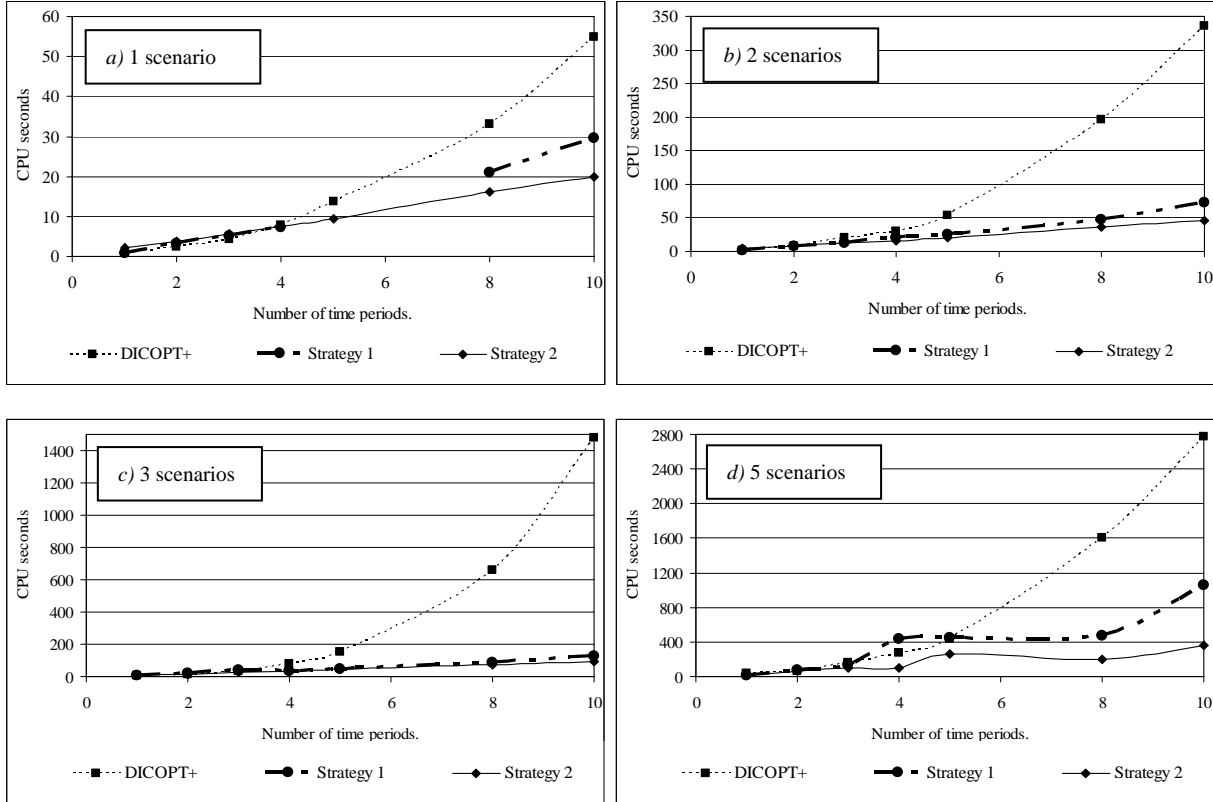 a) 1 scenario
CPU seconds
60
50
40
30
20
10
0
0 2 4 6 8 10
Number of time periods.
DICOPT+ Strategy 1 Strategy 2
b) 2 scenarios
CPU seconds
350
300
250
200
150
100
50
0
0 2 4 6 8 10
Number of time periods.
DICOPT+ Strategy 1 Strategy 2
c) 3 scenarios
CPU seconds
1400
1200
1000
800
600
400
200
0
0 2 4 6 8 10
Number of time periods.
DICOPT+ Strategy 1 Strategy 2
d) 5 scenarios
CPU seconds
2800
2400
2000
1600
1200
800
400
0
0 2 4 6 8 10
Number of time periods.
DICOPT+ Strategy 1 Strategy 2